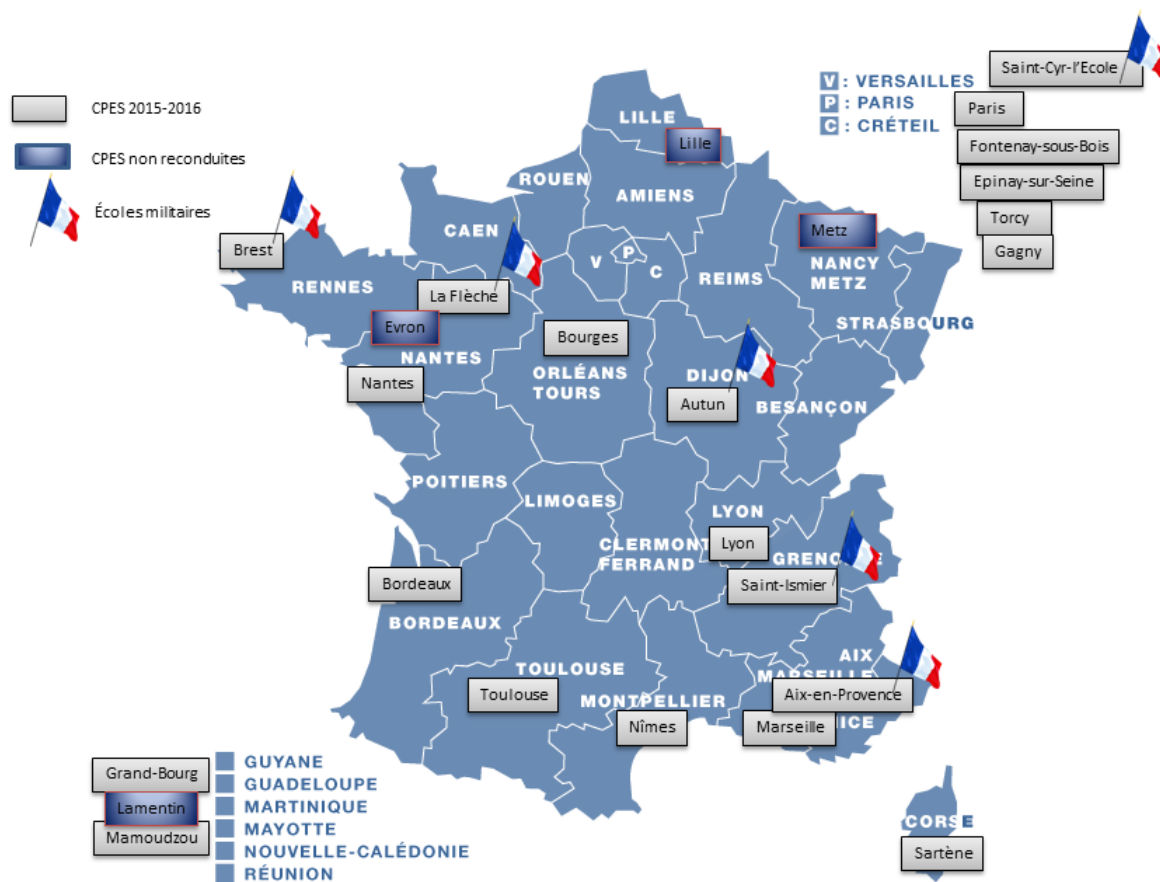 CPES 2015-2016
CPES non reconduites
Écoles militaires
V : VERSAILLES
P : PARIS
C : CRÉTEIL
Saint-Cyr-l'Ecole
Paris
Fontenay-sous-Bois
Epinay-sur-Seine
Torcy
Gagny
LILLE
Lille
ROUEN
AMIENS
CAEN
Brest
RENNES
La Flèche
V
P
C
REIMS
Metz
NANCY
METZ
STRASBOURG
Evron
NANTES
Nantes
Bourges
ORLÉANS
TOURS
DIJON
Autun
BESANÇON
POITIERS
LIMOGES
LYON
Lyon
CLERMONT
FERRAND
GRENOBLE
Saint-Ismier
Bordeaux
BORDEAUX
TOULOUSE
Toulouse
MONTPELLIER
Nîmes
AIX
MARSEILLE
Aix-en-Provence
Marseille
NICE
Grand-Bourg
Lamentin
Mamoudzou
GUYANE
GUADELOUPE
MARTINIQUE
MAYOTTE
NOUVELLE-CALÉDONIE
RÉUNION
CORSE
Sartène